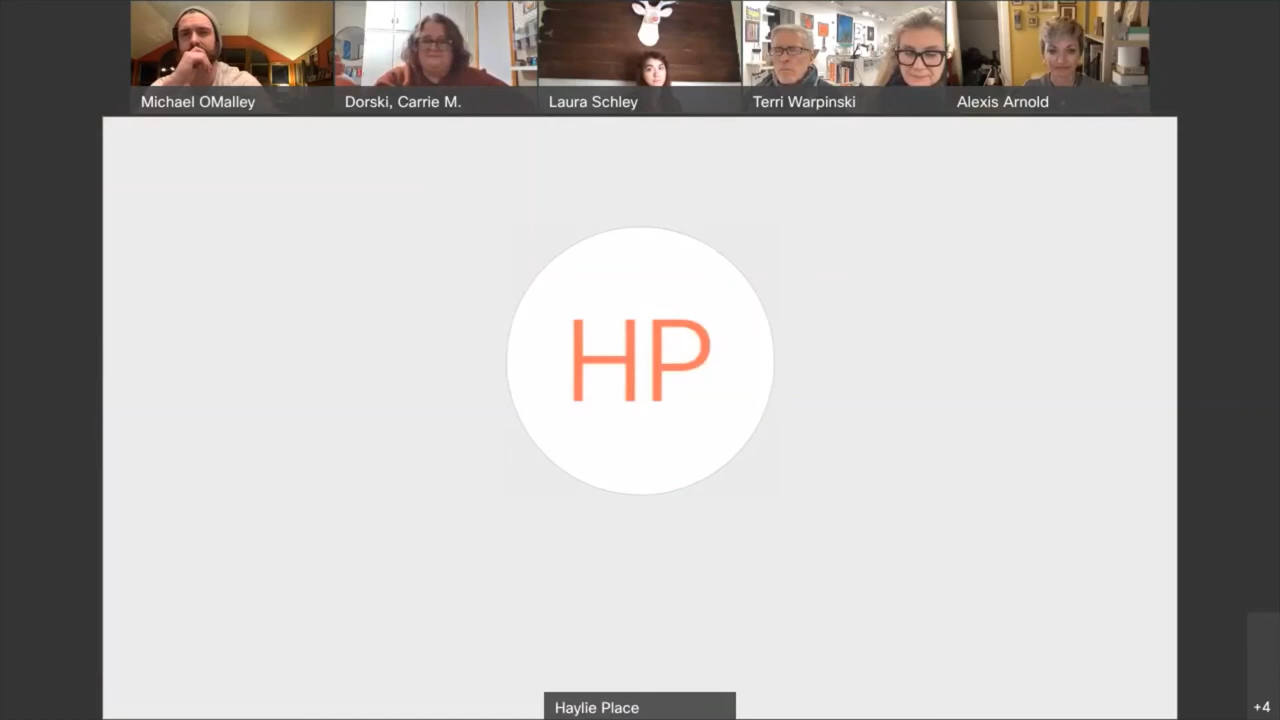 Michael OMalley
Dorski, Carrie M.
Laura Schley
Terri Warpinski
Alexis Arnold
HP
Haylie Place
+4